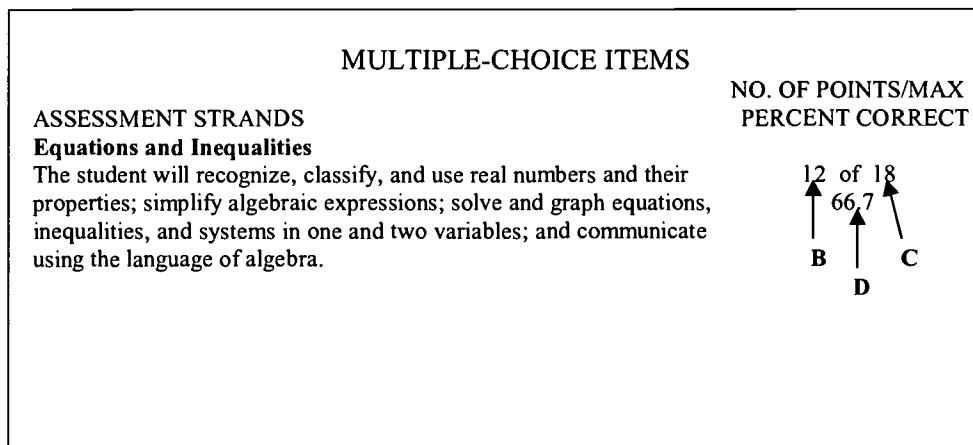 MULTIPLE-CHOICE ITEMS
NO. OF POINTS/MAX
ASSESSMENT STRANDS PERCENT CORRECT
Equations and Inequalities
The student will recognize, classify, and use real numbers and their 12 of 18
properties; simplify algebraic expressions; solve and graph equations, 66.7
inequalities, and systems in one and two variables; and communicate
using the language of algebra. B C
D